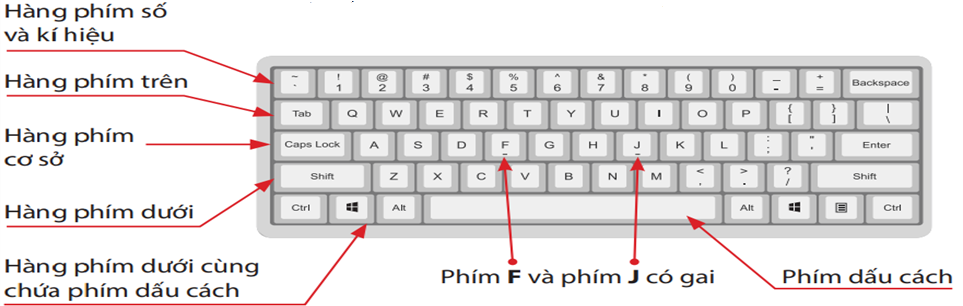 Hàng phím số
và kí hiệu
Hàng phím trên
Hàng phím
cơ sở
Hàng phím dưới
Hàng phím dưới cùng
chứa phím dấu cách
~ ! @ # $ % ^ & * ( ) _ + Backspace
` 1 2 3 4 5 6 7 8 9 0 - =
Tab Q W E R T Y U I O P { } |
[ ] \
Caps Lock A S D F G H J K L : " Enter
; '
Shift Z X C V B N M < > ? Shift
, . /
Ctrl Alt Alt Ctrl
Phím F và phím J có gai
Phím dấu cách